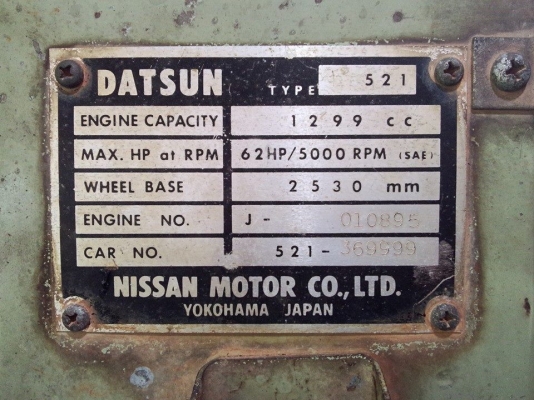 DATSUN TYPE 521
ENGINE CAPACITY 1299 cc
MAX. HP at RPM 62HP/5000 RPM (SAE)
WHEEL BASE 2530 mm
ENGINE NO. J- 010895
CAR NO. 521-369999
NISSAN MOTOR CO., LTD.
YOKOHAMA JAPAN